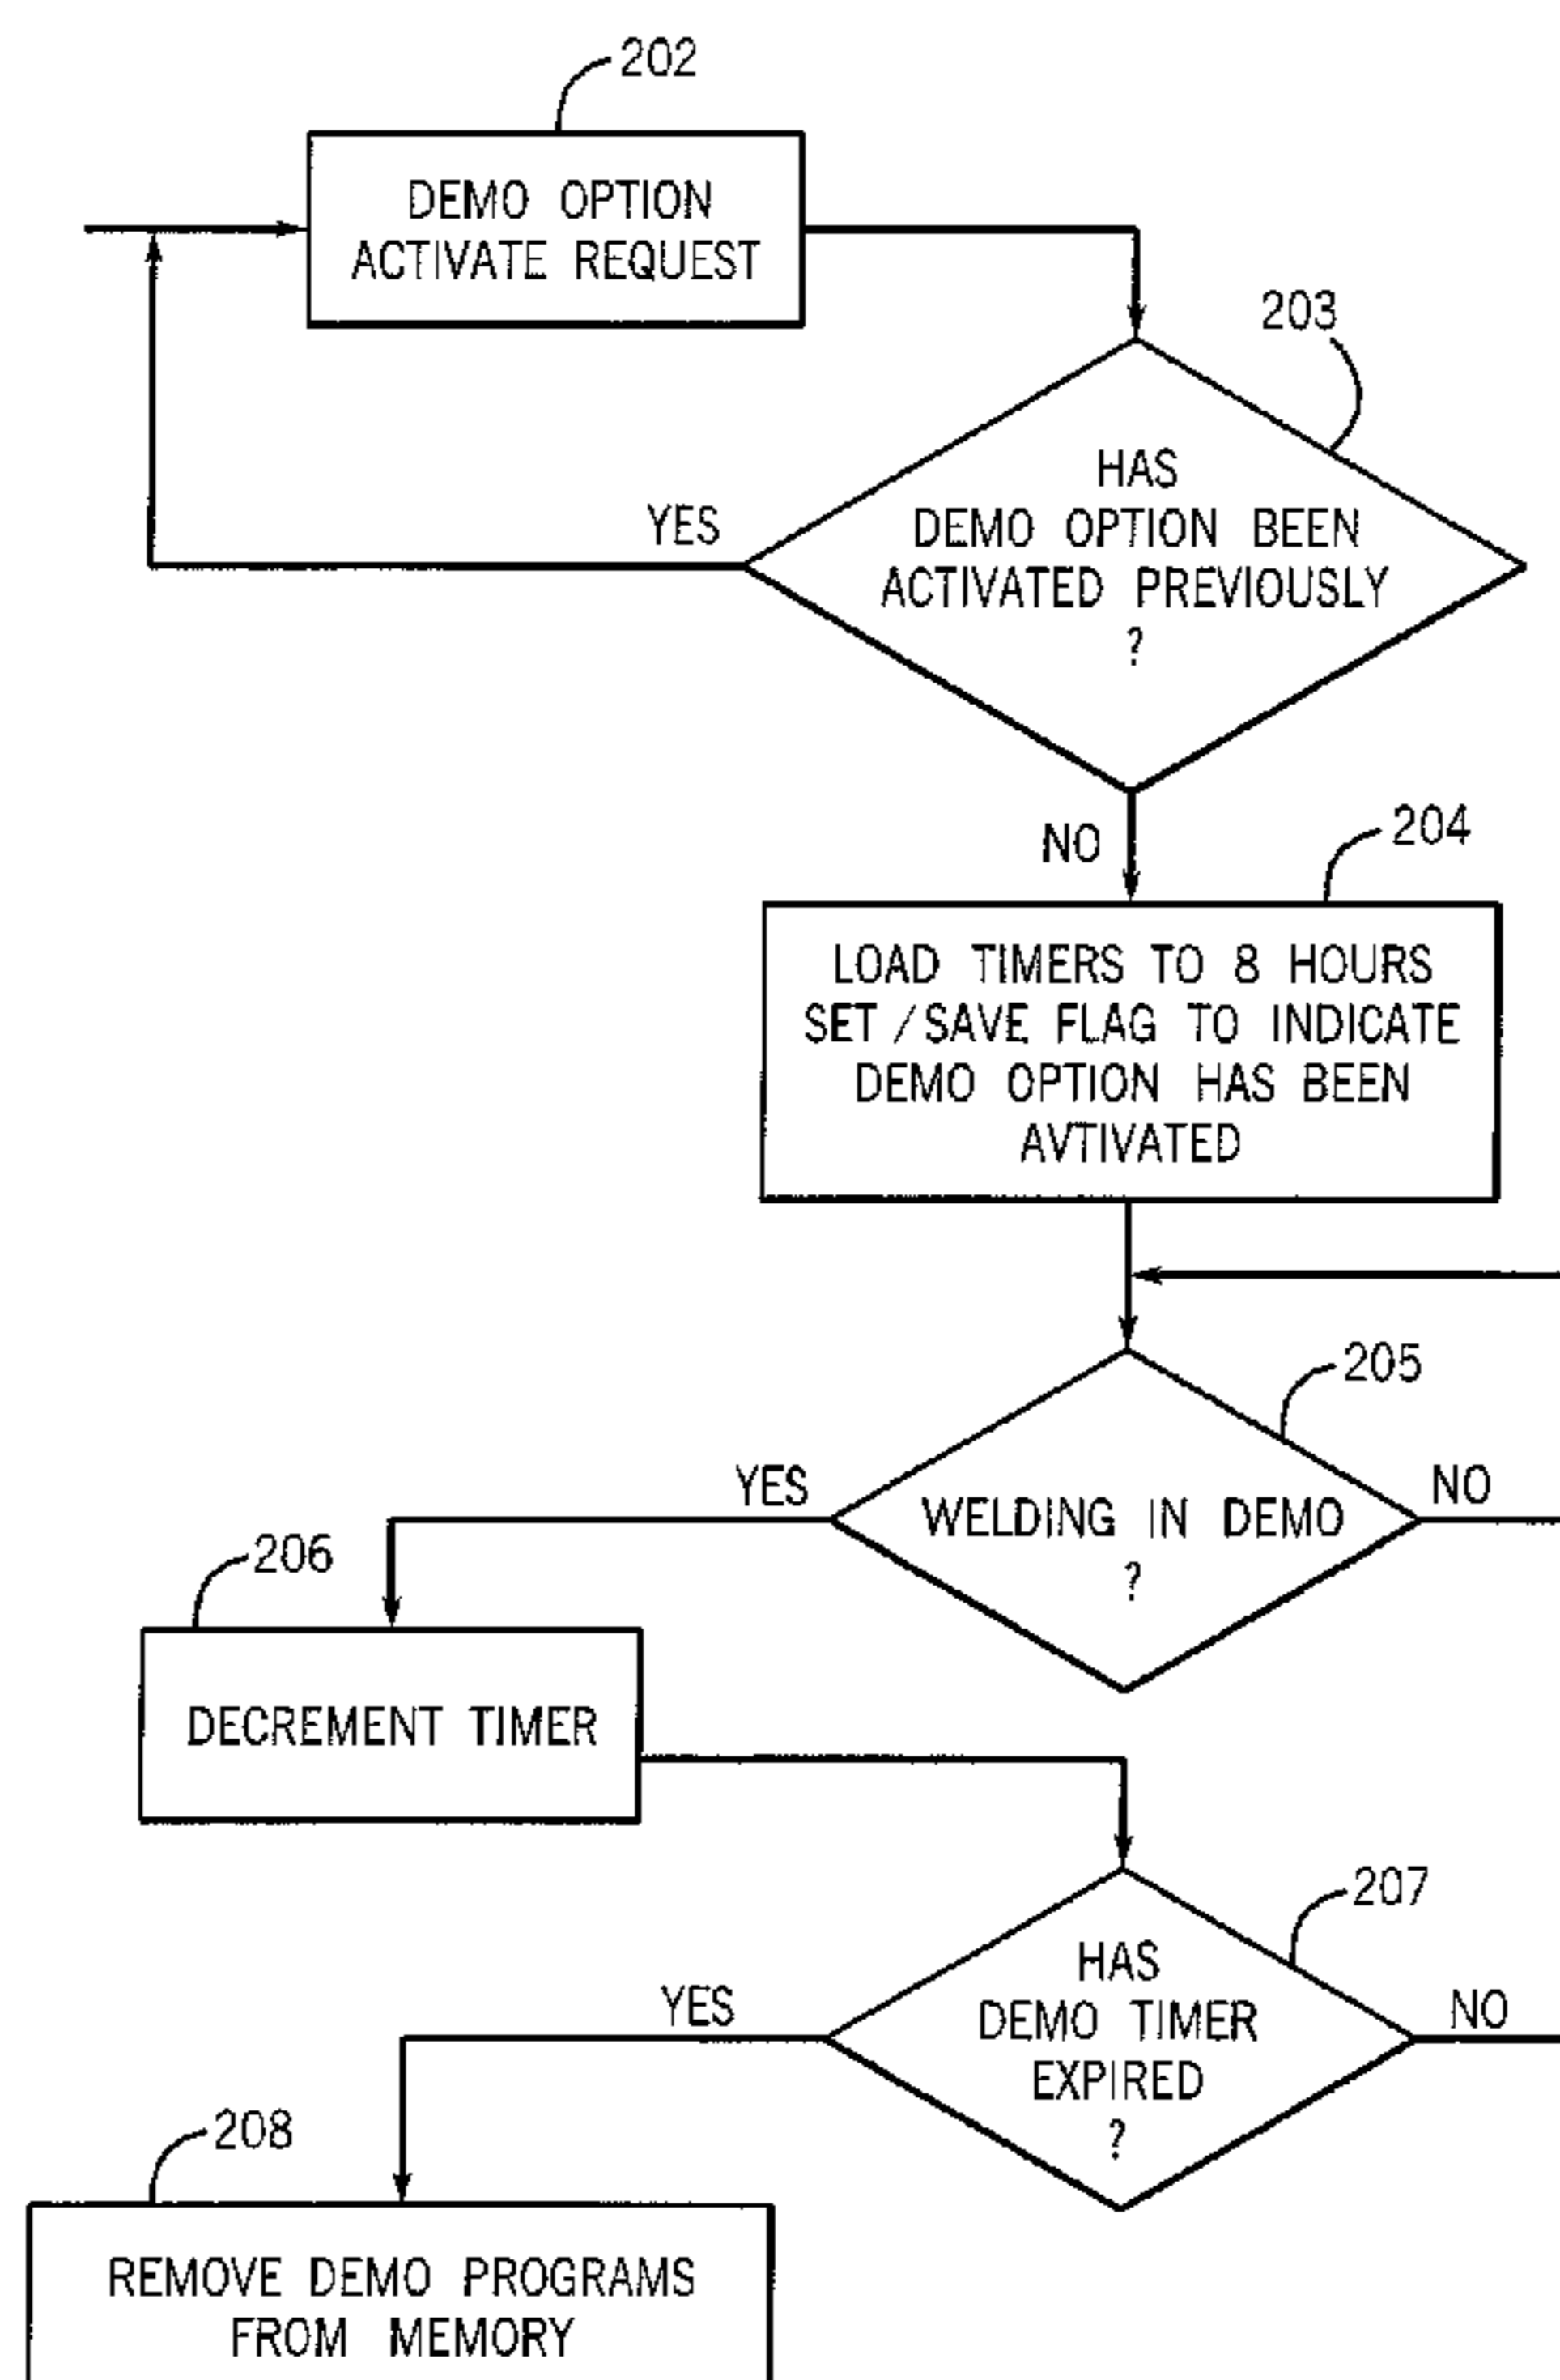 202
DEMO OPTION
ACTIVATE REQUEST
203
HAS
DEMO OPTION BEEN
ACTIVATED PREVIOUSLY
?
YES
NO
204
LOAD TIMERS TO 8 HOURS
SET / SAVE FLAG TO INDICATE
DEMO OPTION HAS BEEN
AVTIVATED
205
YES
WELDING IN DEMO
?
NO
206
DECREMENT TIMER
207
YES
HAS
DEMO TIMER
EXPIRED
?
NO
208
REMOVE DEMO PROGRAMS
FROM MEMORY